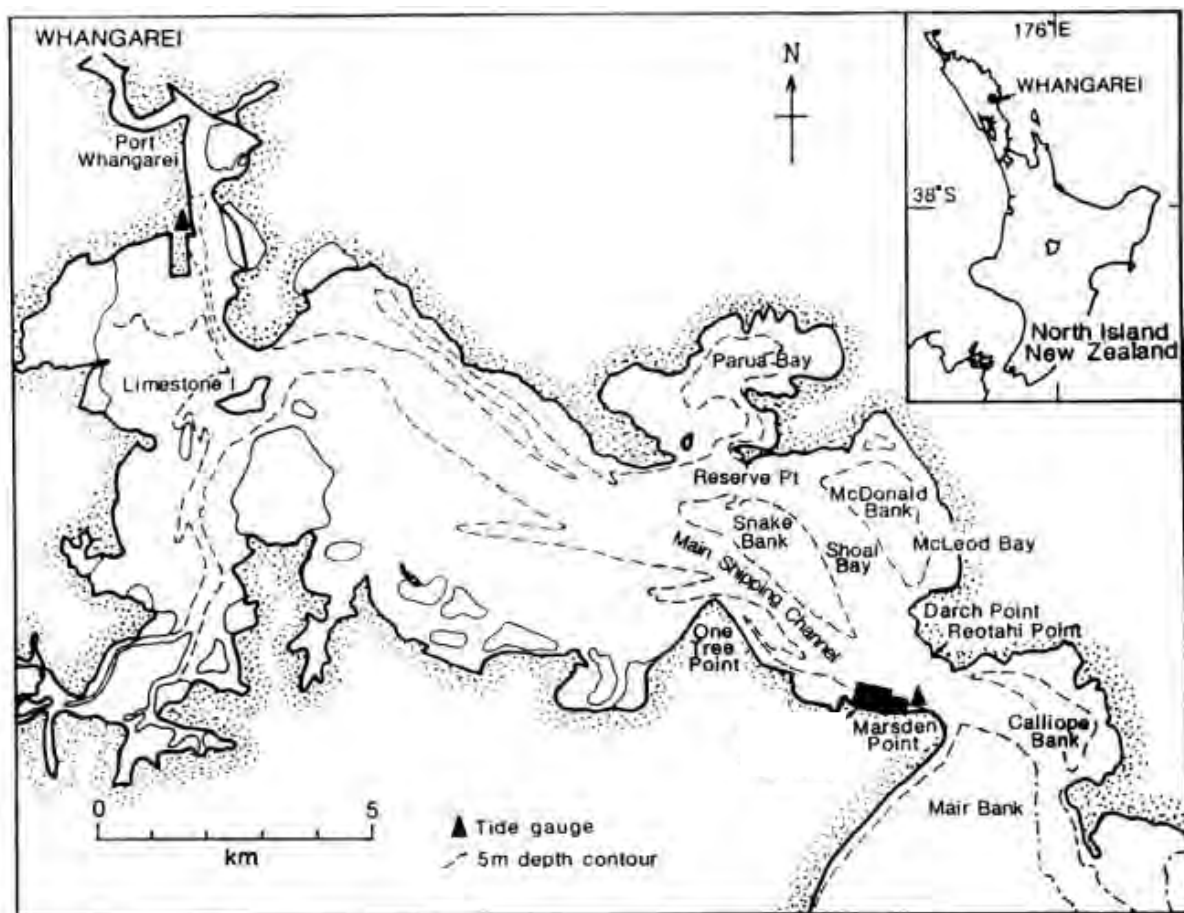 WHANGAREI
Port
Whangarei
N
176°E
WHANGAREI
38°S
North Island
New Zealand
Limestone I
Parua Bay
Reserve Pt
McDonald
Bank
Snake
Bank
Shoal
Bay
McLeod Bay
Main Shipping Channel
Darch Point
Reotahi Point
One
Tree
Point
Marsden
Point
Calliope
Bank
Mair Bank
0 5
km
Tide gauge
5m depth contour